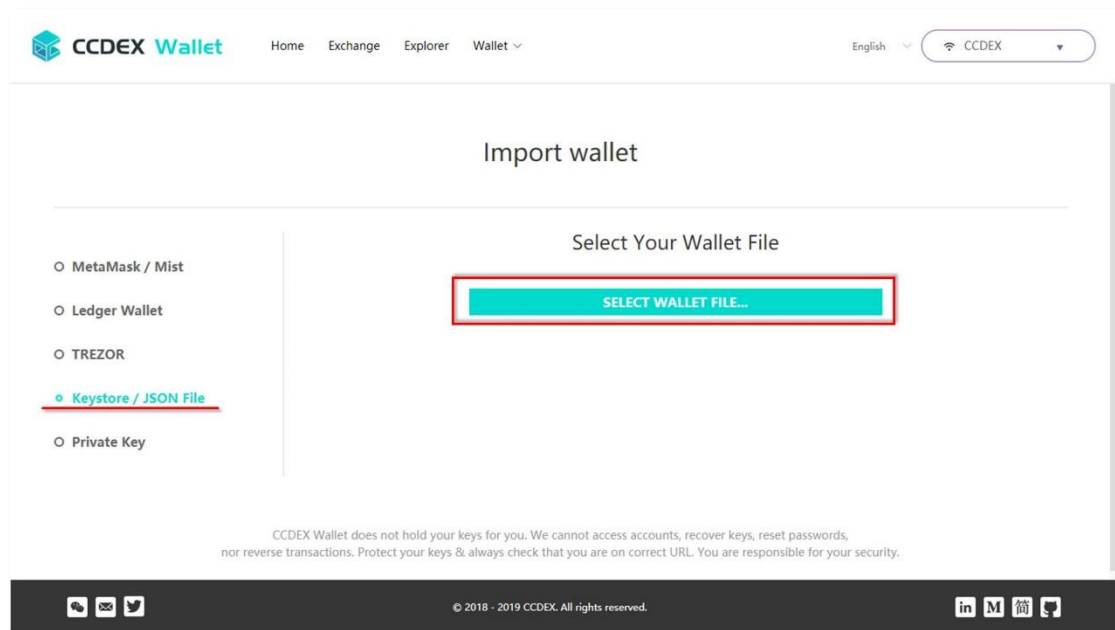 CCDEX Wallet Home Exchange Explorer Wallet English CCDEX
Import wallet
Select Your Wallet File
SELECT WALLET FILE...
MetaMask / Mist
Ledger Wallet
TREZOR
Keystore / JSON File
Private Key
CCDEX Wallet does not hold your keys for you. We cannot access accounts, recover keys, reset passwords,
nor reverse transactions. Protect your keys & always check that you are on correct URL. You are responsible for your security.
© 2018 - 2019 CCDEX. All rights reserved.
in M 简